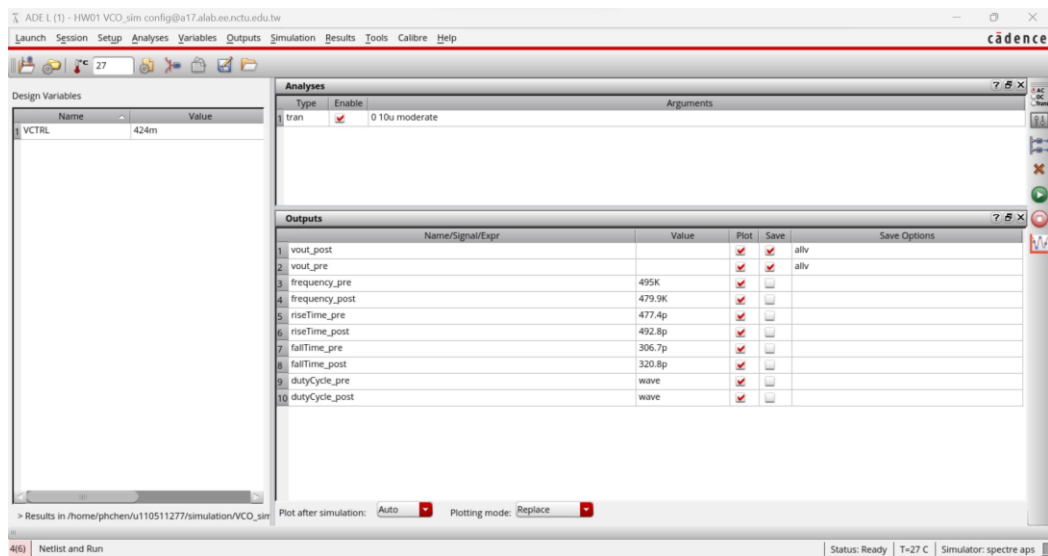 ADE L (1) - HW01 VCO_sim config@a17.alab.ee.nctu.edu.tw
Launch Session Setup Analyses Variables Outputs Simulation Results Tools Calibre Help
cādence
°C 27
Design Variables
Name Value
1 VCTRL 424m
Analyses
Type Enable Arguments
1 tran 0 10u moderate
AC
DC
Trans
Outputs
Name/Signal/Expr Value Plot Save Save Options
1 vout_post allv
2 vout_pre allv
3 frequency_pre 495K
4 frequency_post 479.9K
5 riseTime_pre 477.4p
6 riseTime_post 492.8p
7 fallTime_pre 306.7p
8 fallTime_post 320.8p
9 dutyCycle_pre wave
10 dutyCycle_post wave
> Results in /home/phchen/u110511277/simulation/VCO_sim
Plot after simulation: Auto Plotting mode: Replace
4(6) Netlist and Run
Status: Ready T=27 C Simulator: spectre aps